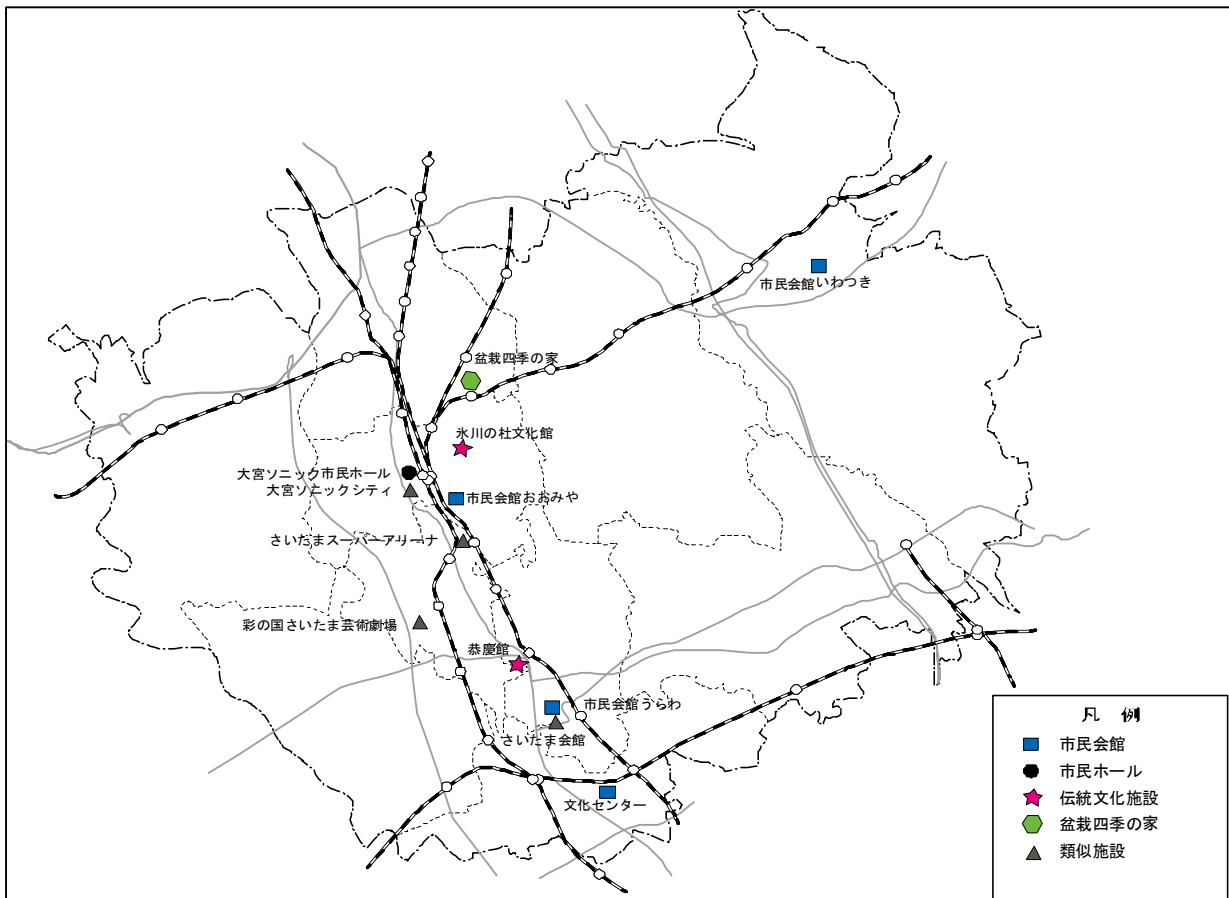 市民会館いわつき
盆栽四季の家
氷川の杜文化館
大宮ソニック市民ホール
大宮ソニックシティ
市民会館おおみや
さいたまスーパーアリーナ
彩の国さいたま芸術劇場
恭慶館
市民会館うらわ
さいたま会館
文化センター
凡 例
市民会館
市民ホール
伝統文化施設
盆栽四季の家
類似施設